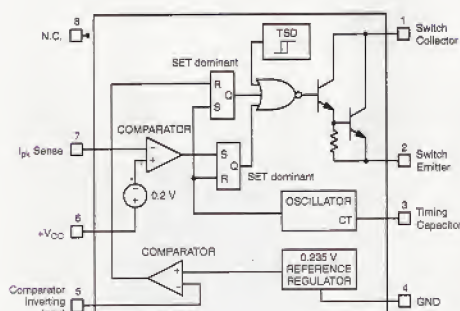 8
N.C.
TSD
1
Switch
Collector
SET dominant
R
Q
S
7
Ipk Sense
COMPARATOR
-
+
S
Q
R
SET dominant
2
Switch
Emitter
0.2 V
6
+VCC
OSCILLATOR
CT
3
Timing
Capacitor
COMPARATOR
+
-
0.235 V
REFERENCE
REGULATOR
5
Comparator
Inverting
4
GND